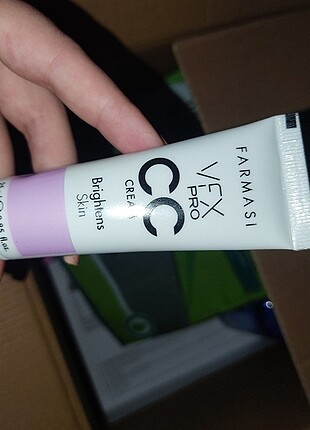 FARMASI
VFX
PRO
CC
CREAM
Brightens
Skin